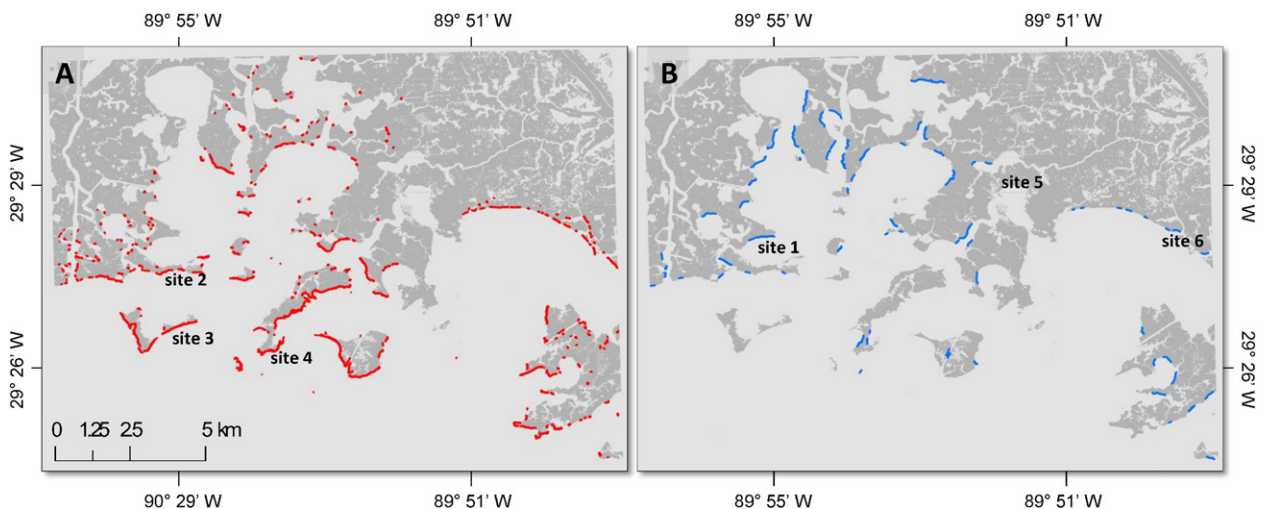 89° 55' W 89° 51' W 89° 55' W 89° 51' W
A B
29° 29' W 29° 29' W
site 5
site 1 site 6
site 2
site 3
site 4
29° 26' W 29° 26' W
0 1.25 2.5 5 km
90° 29' W 89° 51' W 89° 55' W 89° 51' W